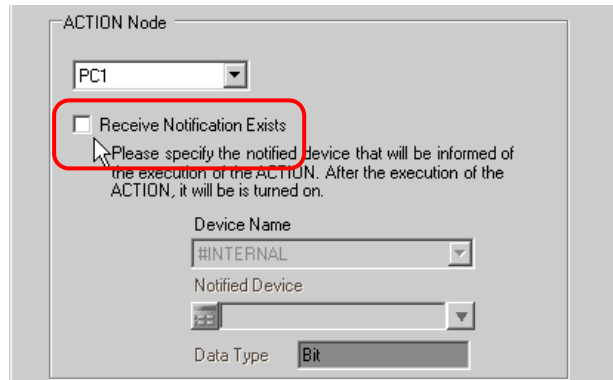 ACTION Node
PC1
Receive Notification Exists
Please specify the notified device that will be informed of
the execution of the ACTION. After the execution of the
ACTION, it will be is turned on.
Device Name
#INTERNAL
Notified Device
Data Type Bit